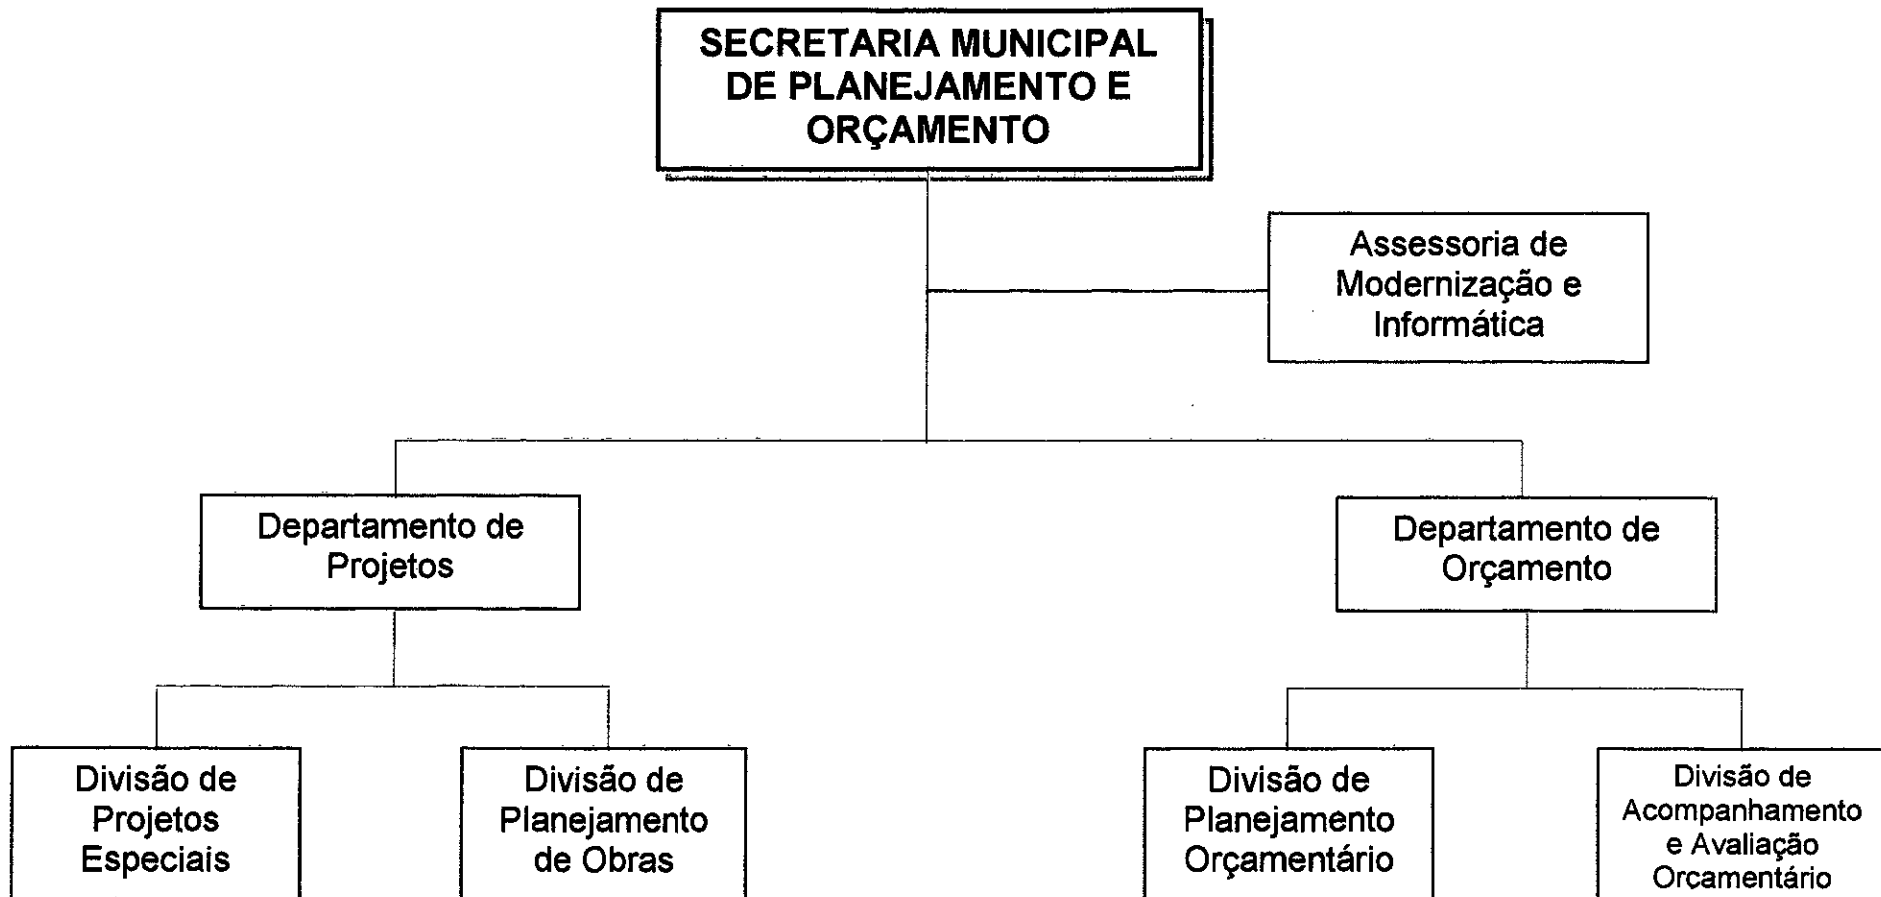 SECRETARIA MUNICIPAL
DE PLANEJAMENTO E
ORÇAMENTO
Assessoria de
Modernização e
Informática
Departamento de
Projetos
Departamento de
Orçamento
Divisão de
Projetos
Especiais
Divisão de
Planejamento
de Obras
Divisão de
Planejamento
Orçamentário
Divisão de
Acompanhamento
e Avaliação
Orçamentário